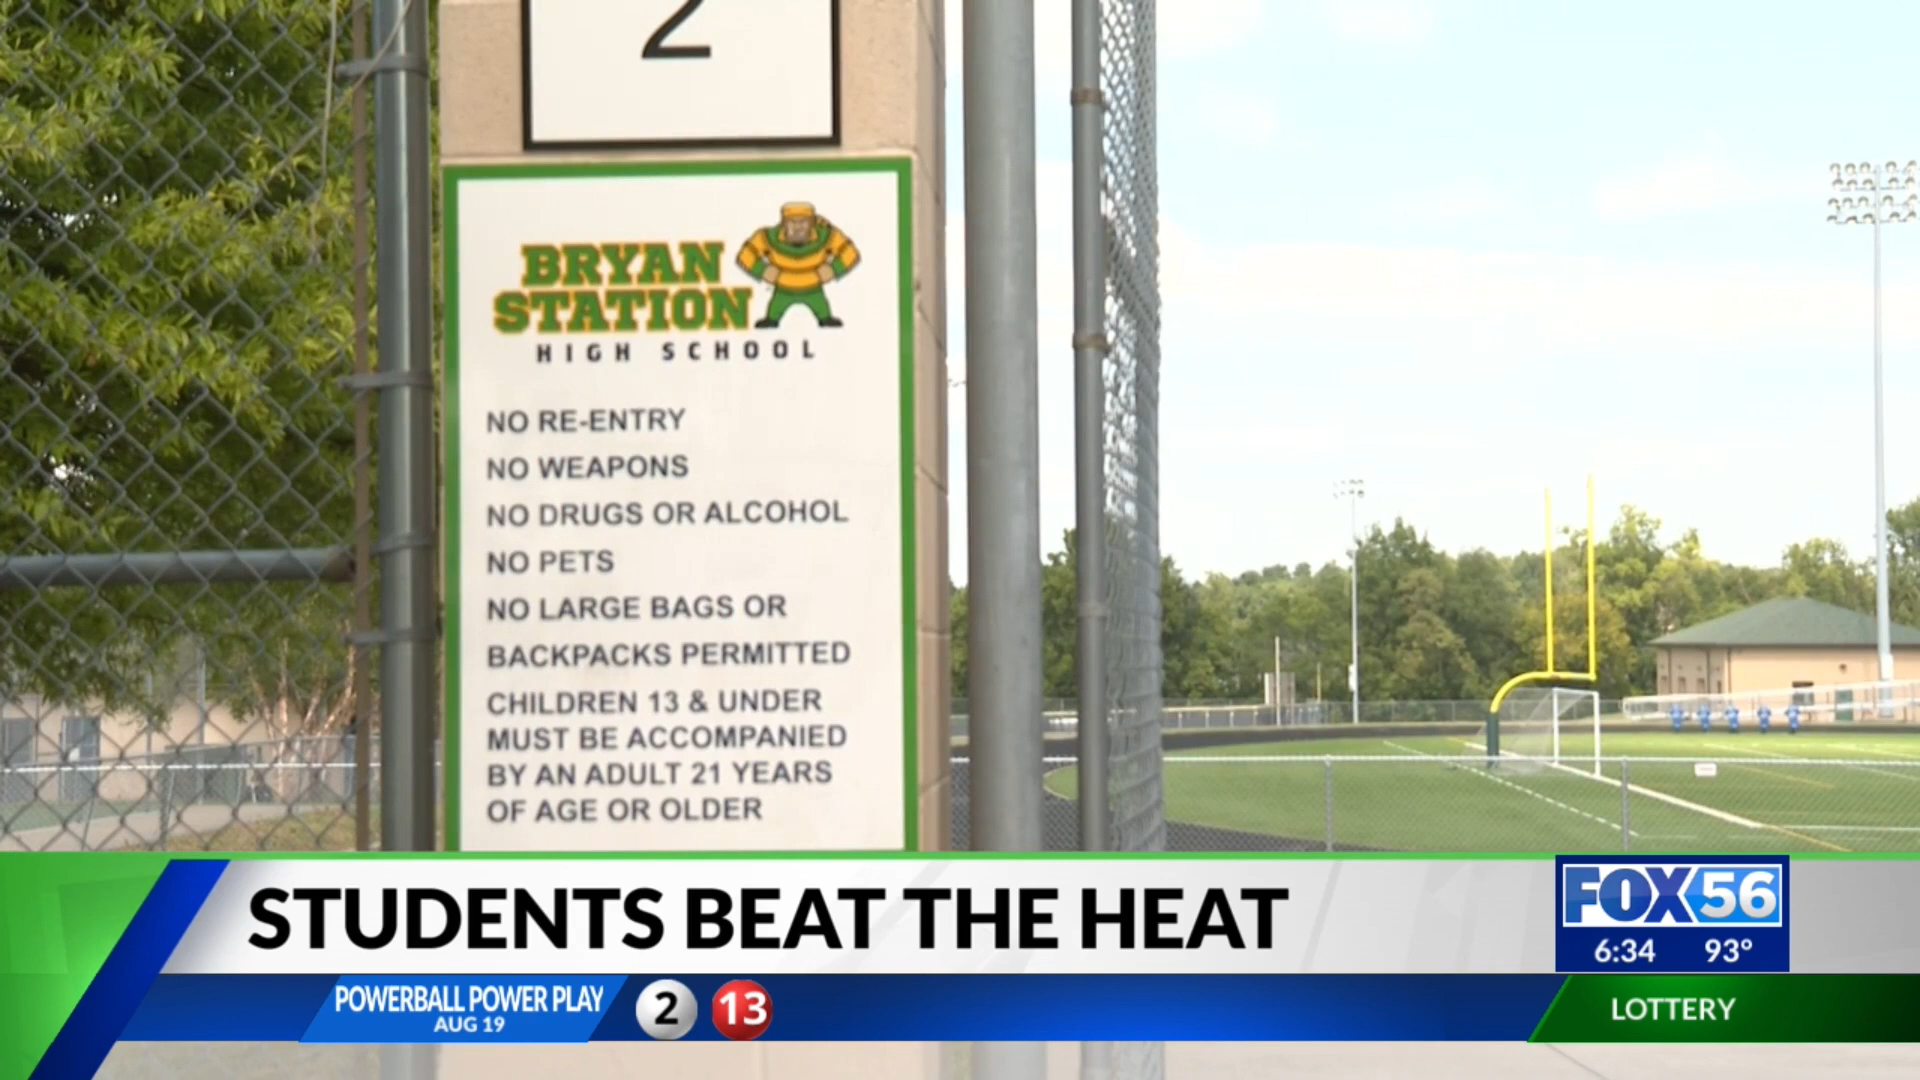 2
BRYAN
STATION
HIGH SCHOOL
NO RE-ENTRY
NO WEAPONS
NO DRUGS OR ALCOHOL
NO PETS
NO LARGE BAGS OR
BACKPACKS PERMITTED
CHILDREN 13 & UNDER
MUST BE ACCOMPANIED
BY AN ADULT 21 YEARS
OF AGE OR OLDER
STUDENTS BEAT THE HEAT
FOX 56
6:34 93°
POWERBALL POWER PLAY
AUG 19
2 13
LOTTERY